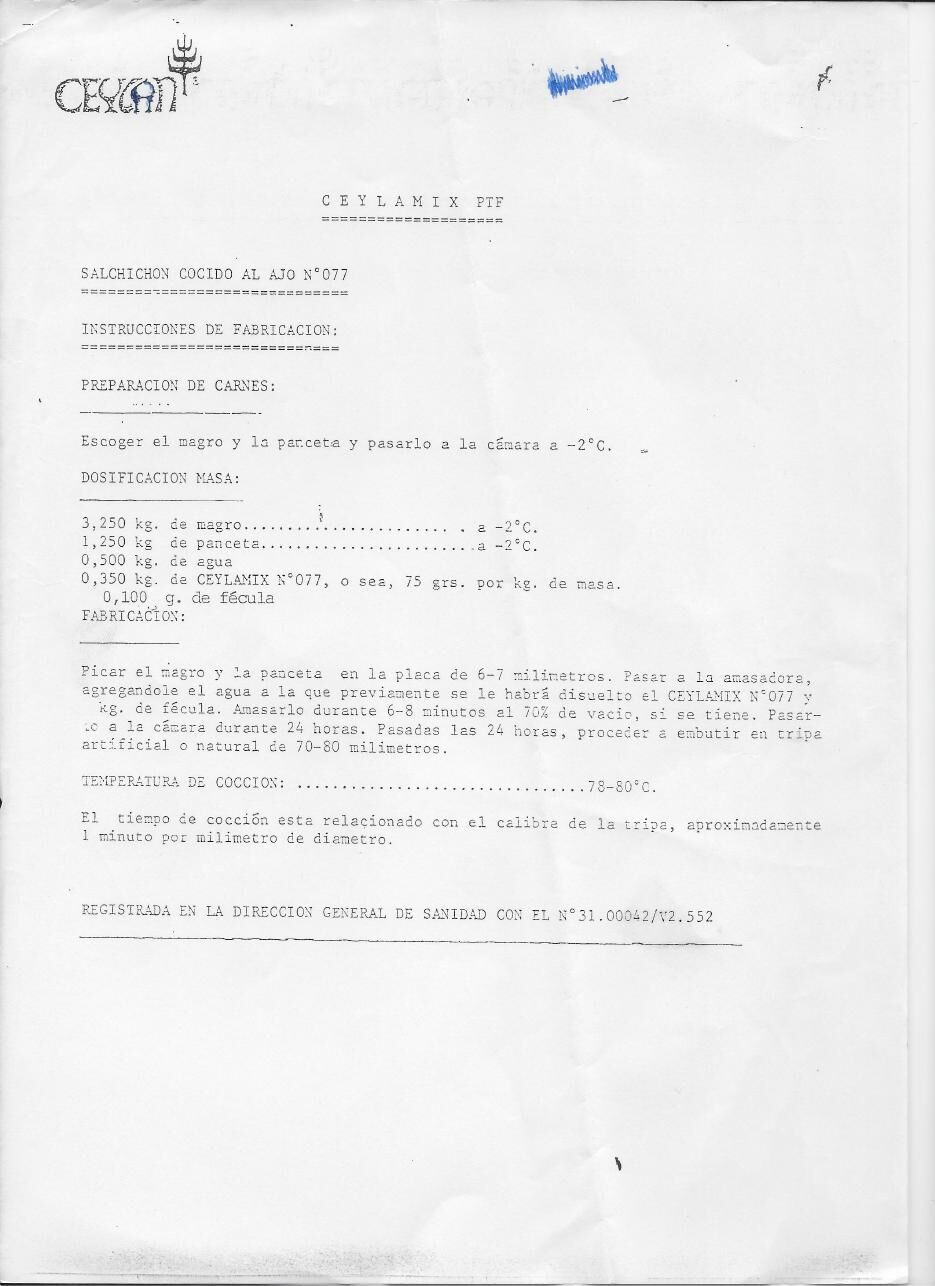 CEYLAN
C E Y L A M I X PTF
====================
SALCHICHON COCIDO AL AJO N°077
==============================
INSTRUCCIONES DE FABRICACION:
=============================
PREPARACION DE CARNES:
Escoger el magro y la panceta y pasarlo a la cámara a -2°C.
DOSIFICACION MASA:
3,250 kg. de magro.......................... a -2°C.
1,250 kg de panceta........................a -2°C.
0,500 kg. de agua
0,350 kg. de CEYLAMIX N°077, o sea, 75 grs. por kg. de masa.
0,100 g. de fécula
FABRICACION:
Picar el magro y la panceta en la placa de 6-7 milimetros. Pasar a la amasadora,
agregandole el agua a la que previamente se le habrá disuelto el CEYLAMIX N°077 y
kg. de fécula. Amasarlo durante 6-8 minutos al 70% de vacio, si se tiene. Pasar-
lo a la cámara durante 24 horas. Pasadas las 24 horas, proceder a embutir en tripa
artificial o natural de 70-80 milimetros.
TEMPERATURA DE COCCION: ................................78-80°C.
El tiempo de cocción esta relacionado con el calibra de la tripa, aproximadamente
1 minuto por milimetro de diametro.
REGISTRADA EN LA DIRECCION GENERAL DE SANIDAD CON EL N°31.00042/V2.552